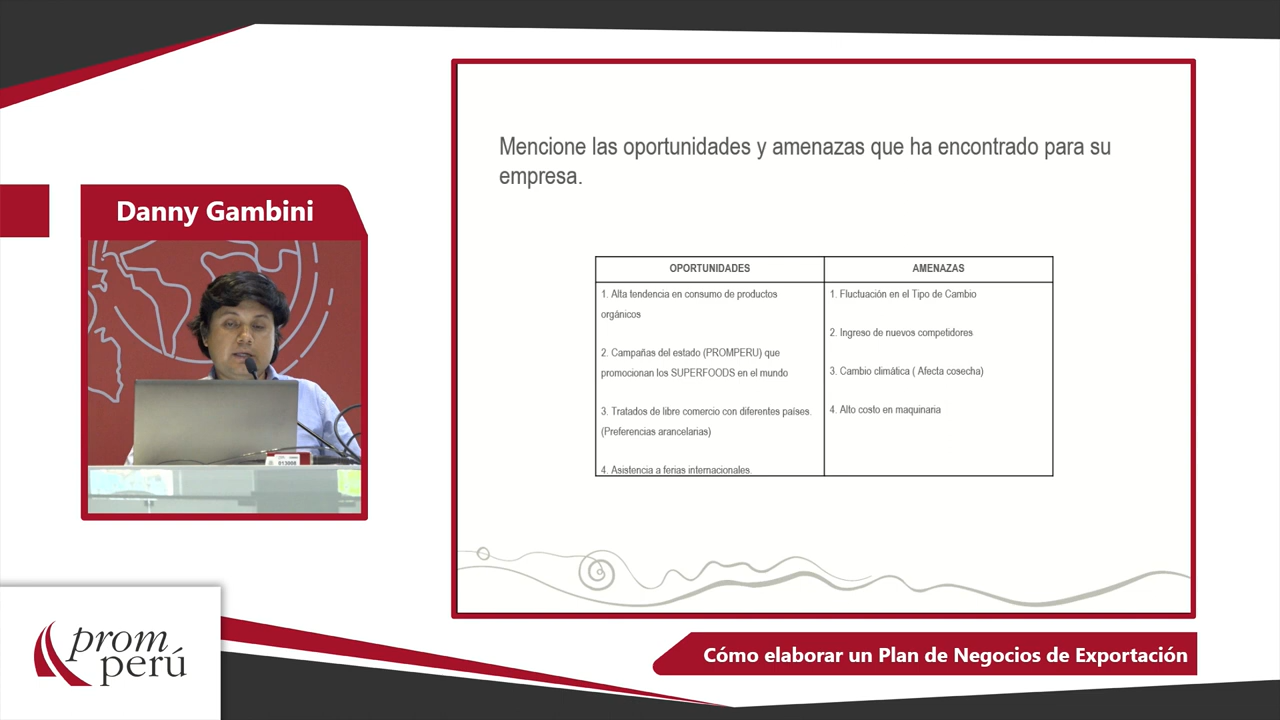 Danny Gambini
Mencione las oportunidades y amenazas que ha encontrado para su
empresa.
OPORTUNIDADES
1. Alta tendencia en consumo de productos
orgánicos
2. Campañas del estado (PROMPERU) que
promocionan los SUPERFOODS en el mundo
3. Tratados de libre comercio con diferentes países.
(Preferencias arancelarias)
4. Asistencia a ferias internacionales.
AMENAZAS
1. Fluctuación en el Tipo de Cambio
2. Ingreso de nuevos competidores
3. Cambio climática ( Afecta cosecha)
4. Alto costo en maquinaria
prom
perú
Cómo elaborar un Plan de Negocios de Exportación